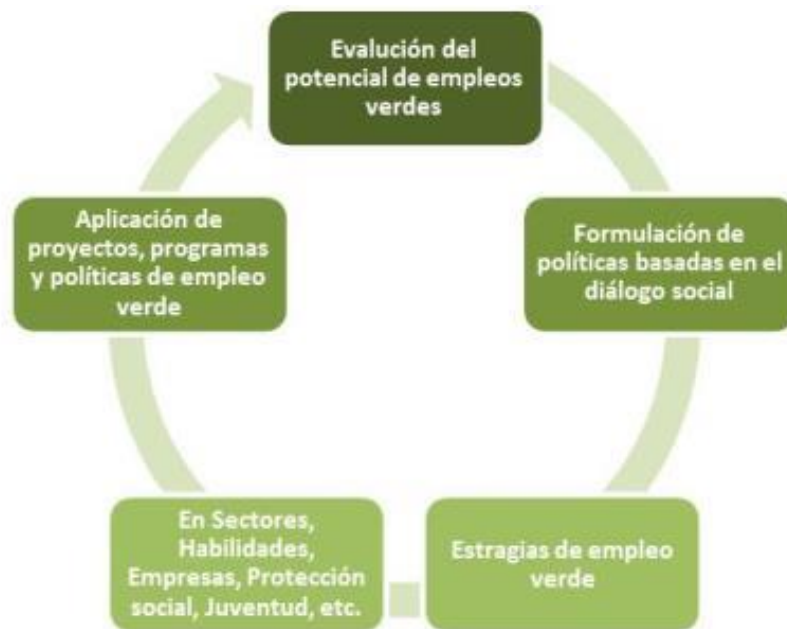 Evalución del
potencial de empleos
verdes
Formulación de
políticas basadas en el
diálogo social
Estragias de empleo
verde
En Sectores,
Habilidades,
Empresas, Protección
social, Juventud, etc.
Aplicación de
proyectos, programas
y políticas de empleo
verde